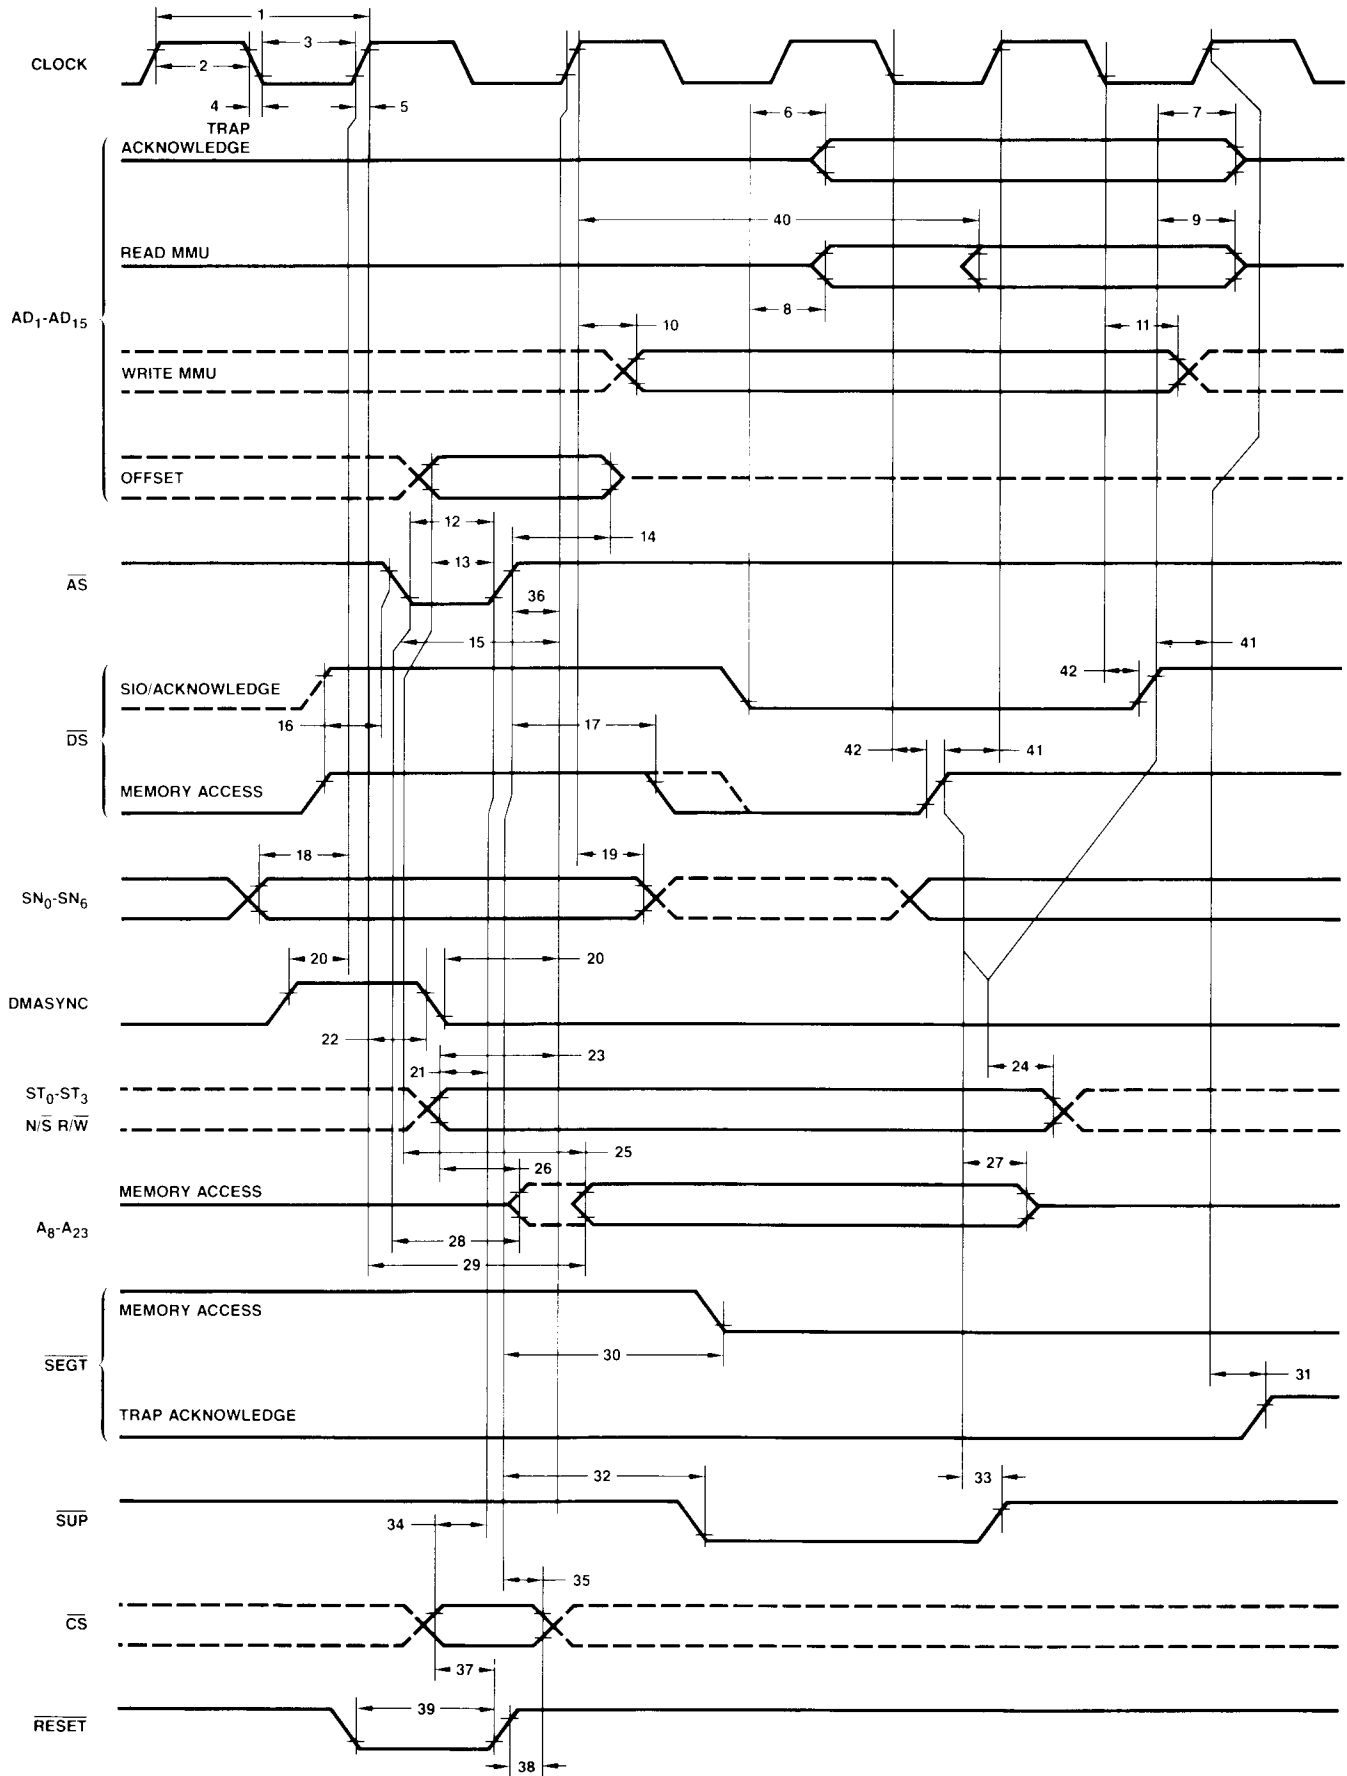 1
3
CLOCK
2
4
5
TRAP
ACKNOWLEDGE
6
7
40
9
READ MMU
8
AD1-AD15
10
11
WRITE MMU
OFFSET
12
14
13
AS
36
15
41
SIO/ACKNOWLEDGE
42
16
17
DS
42
41
MEMORY ACCESS
18
19
SN0-SN6
20
20
DMASYNC
22
23
21
24
ST0-ST3
N/S R/W
25
26
27
MEMORY ACCESS
A8-A23
28
29
MEMORY ACCESS
30
SEGT
31
TRAP ACKNOWLEDGE
32
33
SUP
34
35
CS
37
39
RESET
38